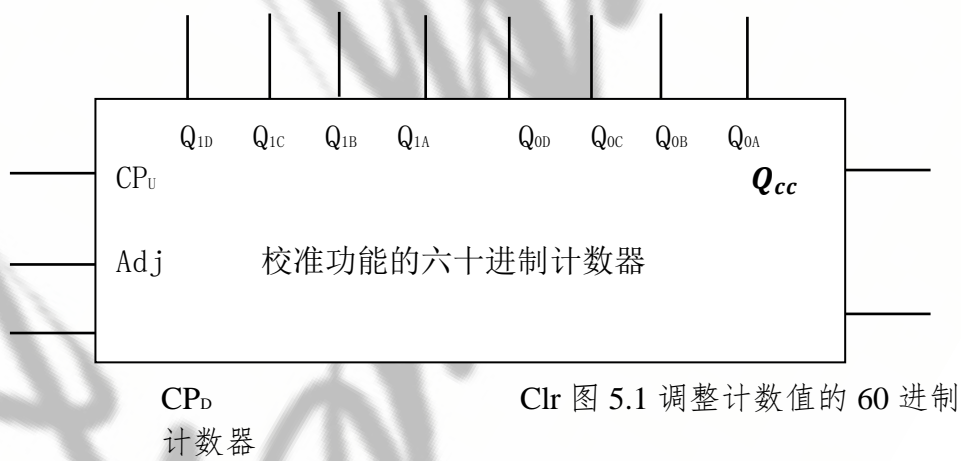 Q1D Q1C Q1B Q1A Q0D Q0C Q0B Q0A
CPU Qcc
Adj 校准功能的六十进制计数器
CPD Clr 图 5.1 调整计数值的 60 进制
计数器